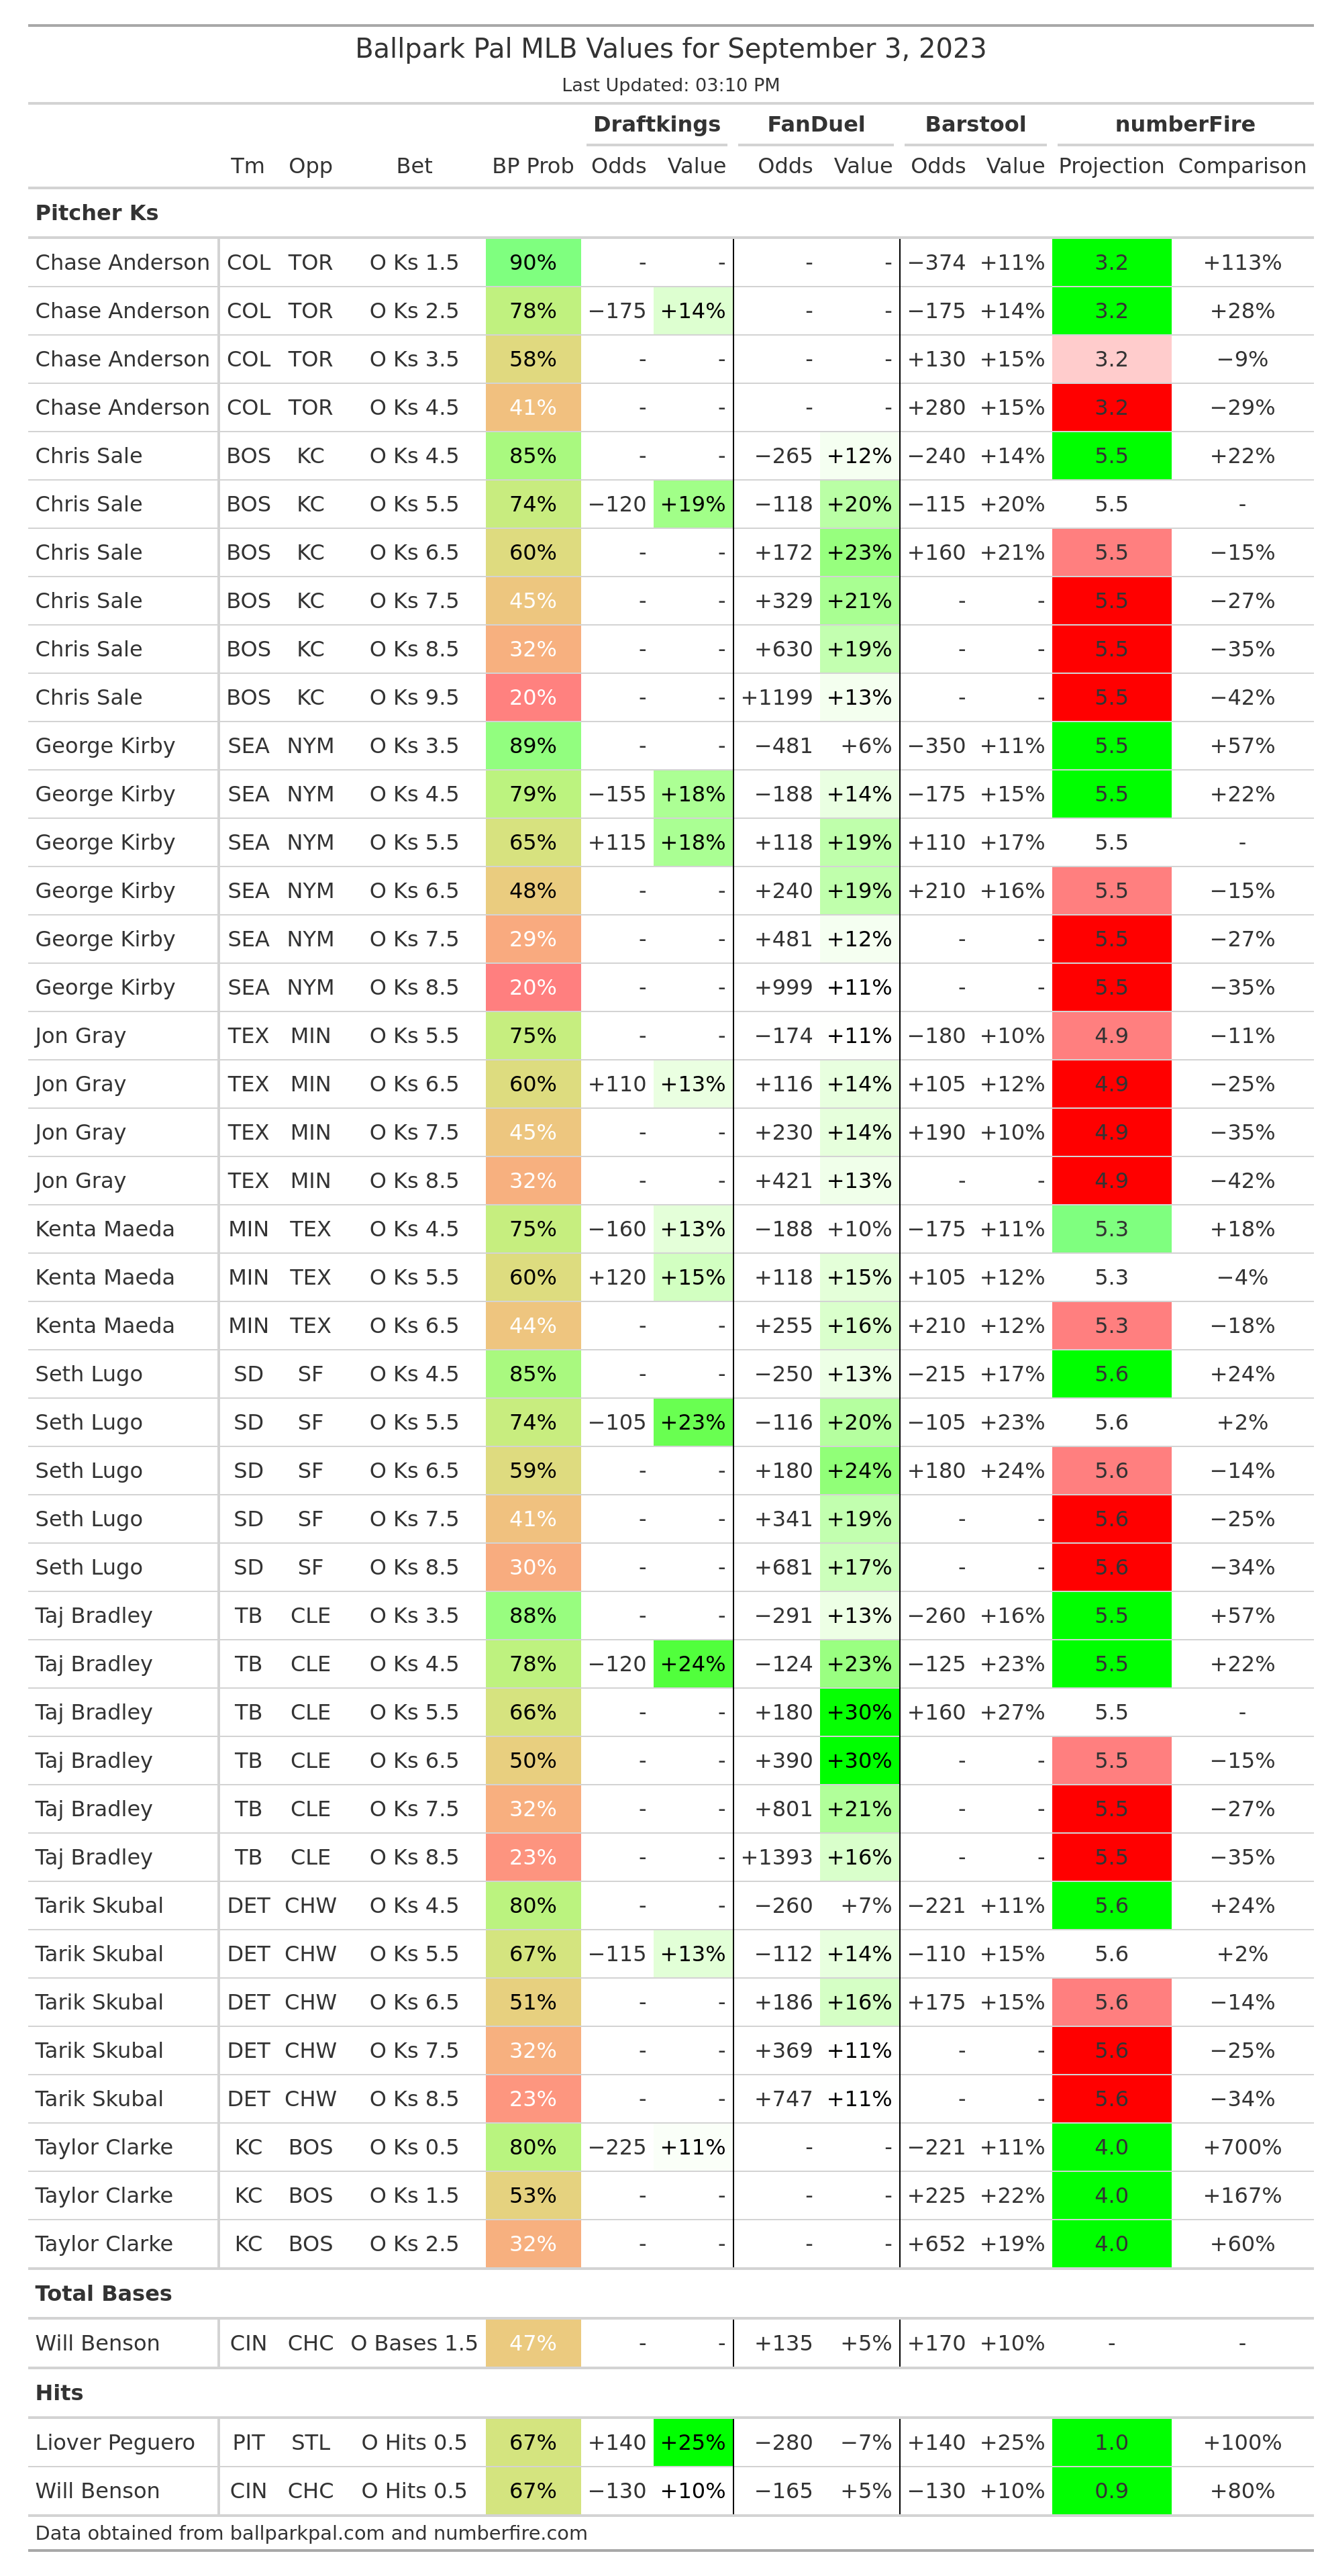 Ballpark Pal MLB Values for September 3, 2023
Last Updated: 03:10 PM
Draftkings FanDuel Barstool numberFire
Tm Opp Bet BP Prob Odds Value Odds Value Odds Value Projection Comparison
Pitcher Ks
Chase Anderson COL TOR O Ks 1.5 90% - - - - −374 +11% 3.2 +113%
Chase Anderson COL TOR O Ks 2.5 78% −175 +14% - - −175 +14% 3.2 +28%
Chase Anderson COL TOR O Ks 3.5 58% - - - - +130 +15% 3.2 −9%
Chase Anderson COL TOR O Ks 4.5 41% - - - - +280 +15% 3.2 −29%
Chris Sale BOS KC O Ks 4.5 85% - - −265 +12% −240 +14% 5.5 +22%
Chris Sale BOS KC O Ks 5.5 74% −120 +19% −118 +20% −115 +20% 5.5 -
Chris Sale BOS KC O Ks 6.5 60% - - +172 +23% +160 +21% 5.5 −15%
Chris Sale BOS KC O Ks 7.5 45% - - +329 +21% - - 5.5 −27%
Chris Sale BOS KC O Ks 8.5 32% - - +630 +19% - - 5.5 −35%
Chris Sale BOS KC O Ks 9.5 20% - - +1199 +13% - - 5.5 −42%
George Kirby SEA NYM O Ks 3.5 89% - - −481 +6% −350 +11% 5.5 +57%
George Kirby SEA NYM O Ks 4.5 79% −155 +18% −188 +14% −175 +15% 5.5 +22%
George Kirby SEA NYM O Ks 5.5 65% +115 +18% +118 +19% +110 +17% 5.5 -
George Kirby SEA NYM O Ks 6.5 48% - - +240 +19% +210 +16% 5.5 −15%
George Kirby SEA NYM O Ks 7.5 29% - - +481 +12% - - 5.5 −27%
George Kirby SEA NYM O Ks 8.5 20% - - +999 +11% - - 5.5 −35%
Jon Gray TEX MIN O Ks 5.5 75% - - −174 +11% −180 +10% 4.9 −11%
Jon Gray TEX MIN O Ks 6.5 60% +110 +13% +116 +14% +105 +12% 4.9 −25%
Jon Gray TEX MIN O Ks 7.5 45% - - +230 +14% +190 +10% 4.9 −35%
Jon Gray TEX MIN O Ks 8.5 32% - - +421 +13% - - 4.9 −42%
Kenta Maeda MIN TEX O Ks 4.5 75% −160 +13% −188 +10% −175 +11% 5.3 +18%
Kenta Maeda MIN TEX O Ks 5.5 60% +120 +15% +118 +15% +105 +12% 5.3 −4%
Kenta Maeda MIN TEX O Ks 6.5 44% - - +255 +16% +210 +12% 5.3 −18%
Seth Lugo SD SF O Ks 4.5 85% - - −250 +13% −215 +17% 5.6 +24%
Seth Lugo SD SF O Ks 5.5 74% −105 +23% −116 +20% −105 +23% 5.6 +2%
Seth Lugo SD SF O Ks 6.5 59% - - +180 +24% +180 +24% 5.6 −14%
Seth Lugo SD SF O Ks 7.5 41% - - +341 +19% - - 5.6 −25%
Seth Lugo SD SF O Ks 8.5 30% - - +681 +17% - - 5.6 −34%
Taj Bradley TB CLE O Ks 3.5 88% - - −291 +13% −260 +16% 5.5 +57%
Taj Bradley TB CLE O Ks 4.5 78% −120 +24% −124 +23% −125 +23% 5.5 +22%
Taj Bradley TB CLE O Ks 5.5 66% - - +180 +30% +160 +27% 5.5 -
Taj Bradley TB CLE O Ks 6.5 50% - - +390 +30% - - 5.5 −15%
Taj Bradley TB CLE O Ks 7.5 32% - - +801 +21% - - 5.5 −27%
Taj Bradley TB CLE O Ks 8.5 23% - - +1393 +16% - - 5.5 −35%
Tarik Skubal DET CHW O Ks 4.5 80% - - −260 +7% −221 +11% 5.6 +24%
Tarik Skubal DET CHW O Ks 5.5 67% −115 +13% −112 +14% −110 +15% 5.6 +2%
Tarik Skubal DET CHW O Ks 6.5 51% - - +186 +16% +175 +15% 5.6 −14%
Tarik Skubal DET CHW O Ks 7.5 32% - - +369 +11% - - 5.6 −25%
Tarik Skubal DET CHW O Ks 8.5 23% - - +747 +11% - - 5.6 −34%
Taylor Clarke KC BOS O Ks 0.5 80% −225 +11% - - −221 +11% 4.0 +700%
Taylor Clarke KC BOS O Ks 1.5 53% - - - - +225 +22% 4.0 +167%
Taylor Clarke KC BOS O Ks 2.5 32% - - - - +652 +19% 4.0 +60%
Total Bases
Will Benson CIN CHC O Bases 1.5 47% - - +135 +5% +170 +10% - -
Hits
Liover Peguero PIT STL O Hits 0.5 67% +140 +25% −280 −7% +140 +25% 1.0 +100%
Will Benson CIN CHC O Hits 0.5 67% −130 +10% −165 +5% −130 +10% 0.9 +80%
Data obtained from ballparkpal.com and numberfire.com